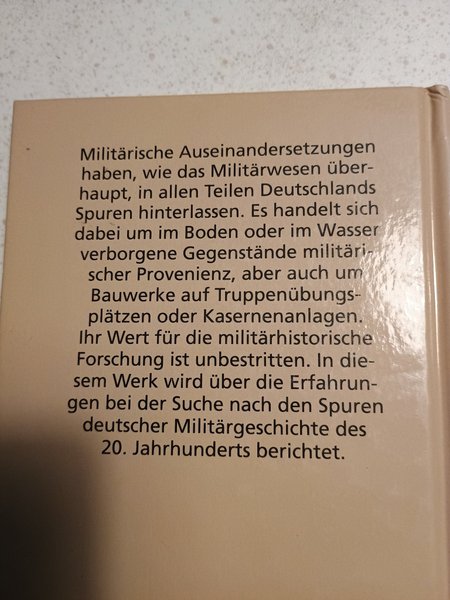 Militärische Auseinandersetzungen
haben, wie das Militärwesen über-
haupt, in allen Teilen Deutschlands
Spuren hinterlassen. Es handelt sich
dabei um im Boden oder im Wasser
verborgene Gegenstände militäri-
scher Provenienz, aber auch um
Bauwerke auf Truppenübungs-
plätzen oder Kasernenanlagen.
Ihr Wert für die militärhistorische
Forschung ist unbestritten. In die-
sem Werk wird über die Erfahrun-
gen bei der Suche nach den Spuren
deutscher Militärgeschichte des
20. Jahrhunderts berichtet.